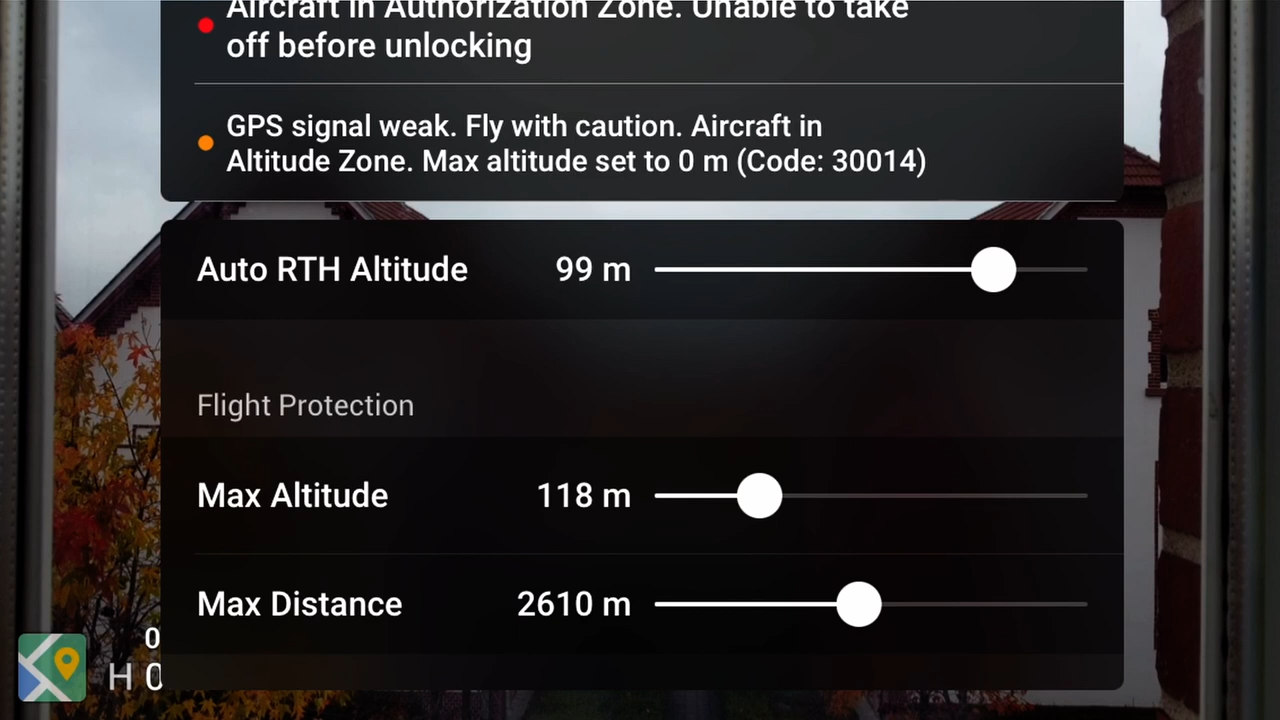 Aircraft in Authorization Zone. Unable to take
off before unlocking
GPS signal weak. Fly with caution. Aircraft in
Altitude Zone. Max altitude set to 0 m (Code: 30014)
Auto RTH Altitude 99 m
Flight Protection
Max Altitude 118 m
Max Distance 2610 m
0
H 0